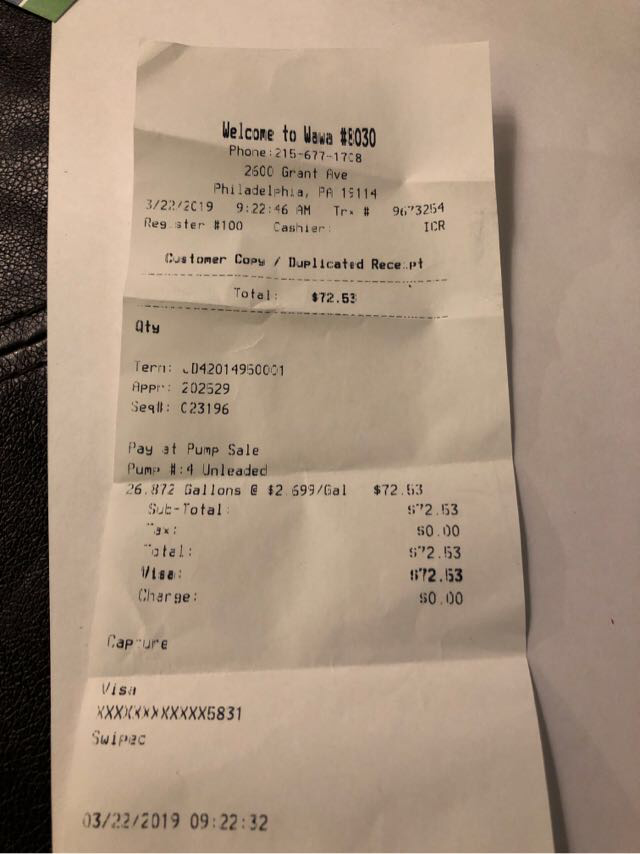 Welcome to Wawa #8030
Phone:215-677-1708
2600 Grant Ave
Philadelphia, PA 19114
3/22/2019 9:22:46 AM Trx # 9673254
Register #100 Cashier: ICR
Customer Copy / Duplicated Receipt
Total: $72.53
Qty
Term: JD42014950001
Appr: 202529
Seq#: 023196
Pay at Pump Sale
Pump #:4 Unleaded
26.872 Gallons @ $2.699/Gal $72.53
Sub-Total: $72.53
Tax: $0.00
Total: $72.53
Visa: $72.53
Charge: $0.00
Capture
Visa
XXXXXXXXXXXX5831
Swiped
03/22/2019 09:22:32